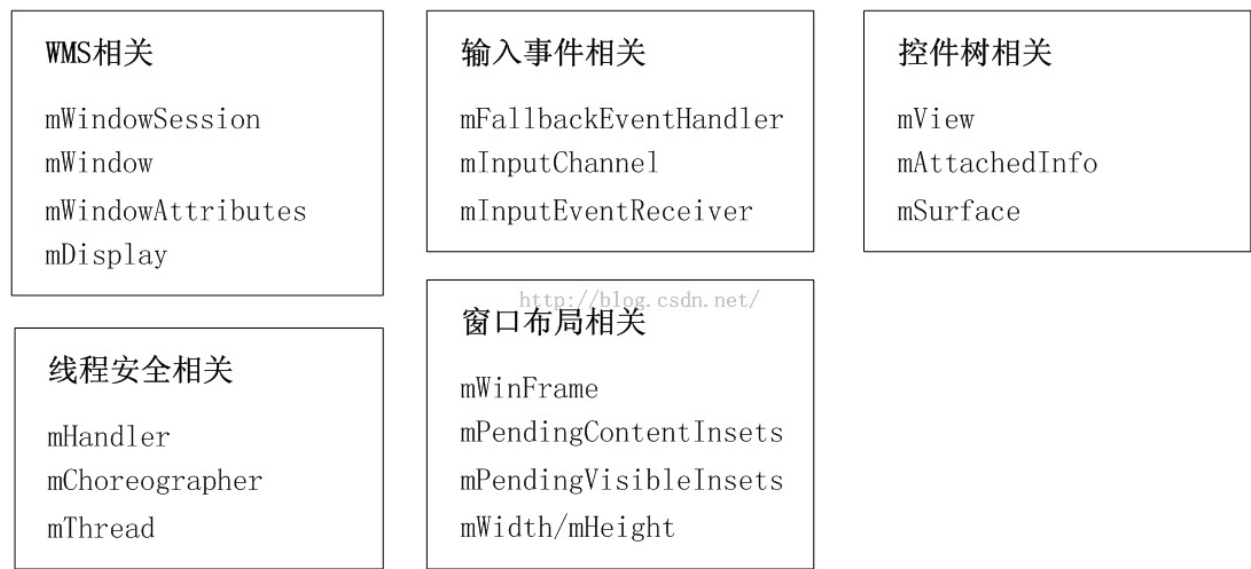 WMS相关
mWindowSession
mWindow
mWindowAttributes
mDisplay
输入事件相关
mFallbackEventHandler
mInputChannel
mInputEventReceiver
控件树相关
mView
mAttachedInfo
mSurface
线程安全相关
mHandler
mChoreographer
mThread
http://blog.csdn.net/
窗口布局相关
mWinFrame
mPendingContentInsets
mPendingVisibleInsets
mWidth/mHeight